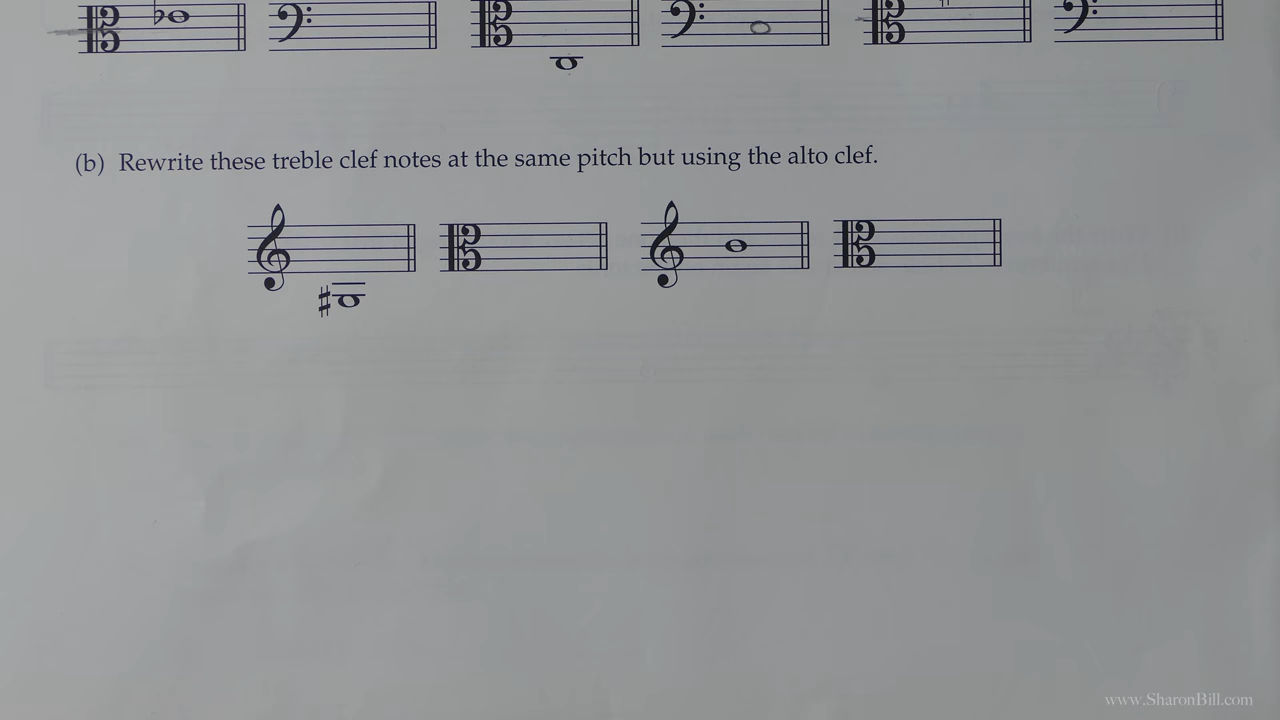 (b) Rewrite these treble clef notes at the same pitch but using the alto clef.
www.SharonBill.com